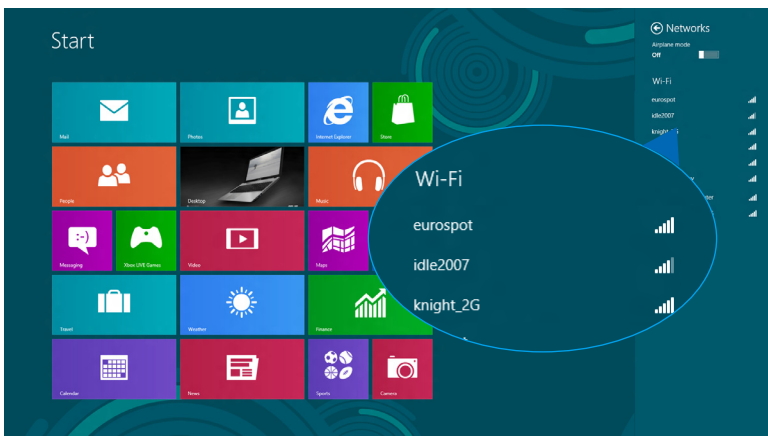 Start
Mail
Photos
Internet Explorer
Store
People
Desktop
Music
Messaging
Xbox LIVE Games
Video
Maps
Travel
Weather
Finance
Calendar
News
Sports
Camera
Networks
Airplane mode
Off
Wi-Fi
eurospot
idle2007
Wi-Fi
eurospot
idle2007
knight_2G